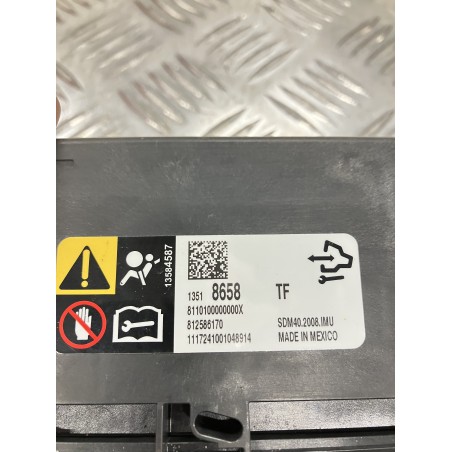 13584587
1351 8658 TF
8110100000000X
812586170
1117241001048914
SDM40.2008.IMU
MADE IN MEXICO